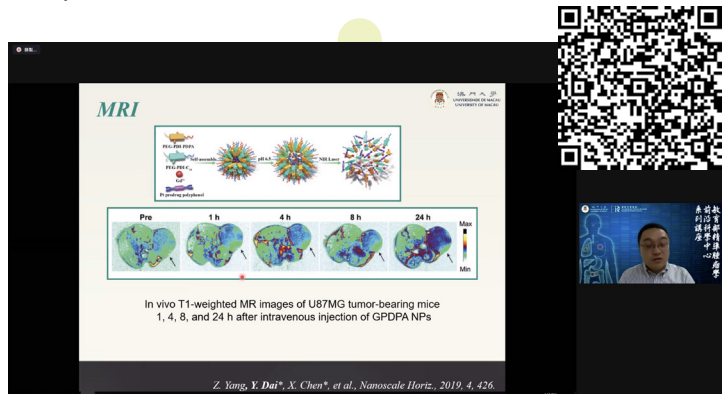 MRI
澳門大學
UNIVERSIDADE DE MACAU
UNIVERSITY OF MACAU
PEG-PDI-PDPA
PEG-PDI-C
Gd³⁺
Pt prodrug polyphenol
Self assemble
pH 6.5
NIR Laser
Pre
1 h
4 h
8 h
24 h
Max
Min
In vivo T1-weighted MR images of U87MG tumor-bearing mice
1, 4, 8, and 24 h after intravenous injection of GPDPA NPs
Z. Yang, Y. Dai*, X. Chen*, et al., Nanoscale Horiz., 2019, 4, 426.
教育部精準腫瘤學
前沿科學中心
系列講座